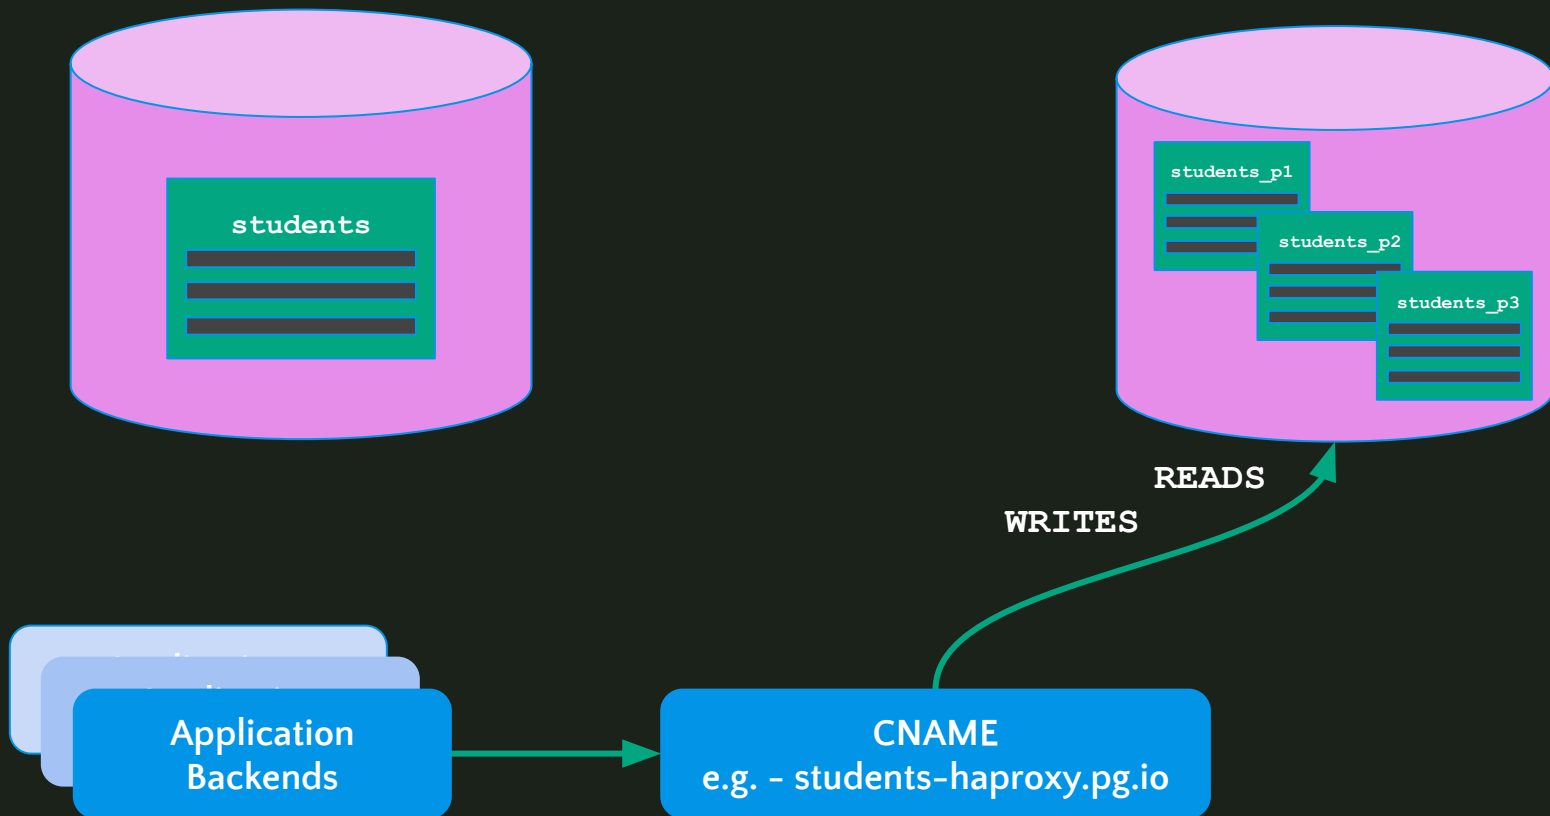 students
students_p1
students_p2
students_p3
READS
WRITES
Application
Backends
CNAME
e.g. - students-haproxy.pg.io